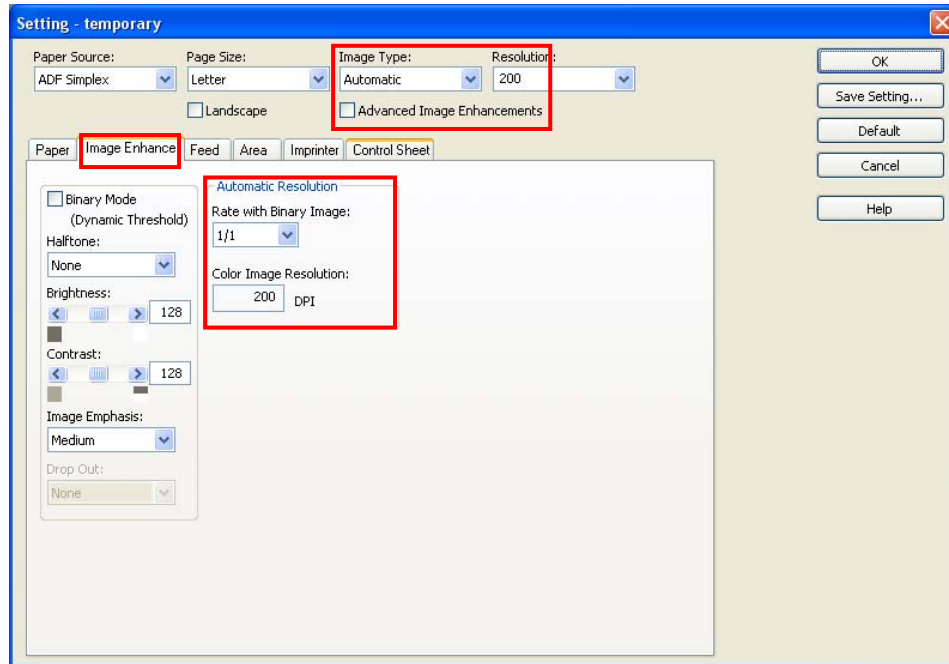 Setting - temporary
Paper Source: Page Size: Image Type: Resolution:
ADF Simplex Letter Automatic 200
Landscape Advanced Image Enhancements
OK
Save Setting...
Default
Cancel
Help
Paper Image Enhance Feed Area Imprinter Control Sheet
Binary Mode
(Dynamic Threshold)
Halftone:
None
Brightness:
128
Contrast:
128
Image Emphasis:
Medium
Drop Out:
None
Automatic Resolution
Rate with Binary Image:
1/1
Color Image Resolution:
200 DPI